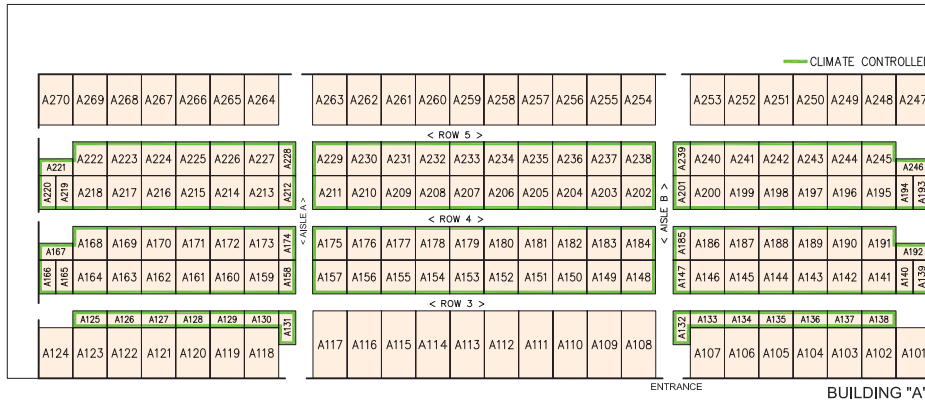 CLIMATE CONTROLLED
A270 A269 A268 A267 A266 A265 A264 A263 A262 A261 A260 A259 A258 A257 A256 A255 A254 A253 A252 A251 A250 A249 A248 A247
< ROW 5 >
A221 A222 A223 A224 A225 A226 A227 A228 A229 A230 A231 A232 A233 A234 A235 A236 A237 A238 A239 A240 A241 A242 A243 A244 A245 A246
A220 A219 A218 A217 A216 A215 A214 A213 A212 A211 A210 A209 A208 A207 A206 A205 A204 A203 A202 A201 A200 A199 A198 A197 A196 A195 A194 A193
< AISLE A >
< ROW 4 >
< AISLE B >
A167 A168 A169 A170 A171 A172 A173 A174 A175 A176 A177 A178 A179 A180 A181 A182 A183 A184 A185 A186 A187 A188 A189 A190 A191 A192
A166 A165 A164 A163 A162 A161 A160 A159 A158 A157 A156 A155 A154 A153 A152 A151 A150 A149 A148 A147 A146 A145 A144 A143 A142 A141 A140 A139
< ROW 3 >
A125 A126 A127 A128 A129 A130 A131 A132 A133 A134 A135 A136 A137 A138
A124 A123 A122 A121 A120 A119 A118 A117 A116 A115 A114 A113 A112 A111 A110 A109 A108 A107 A106 A105 A104 A103 A102 A101
ENTRANCE
BUILDING "A"